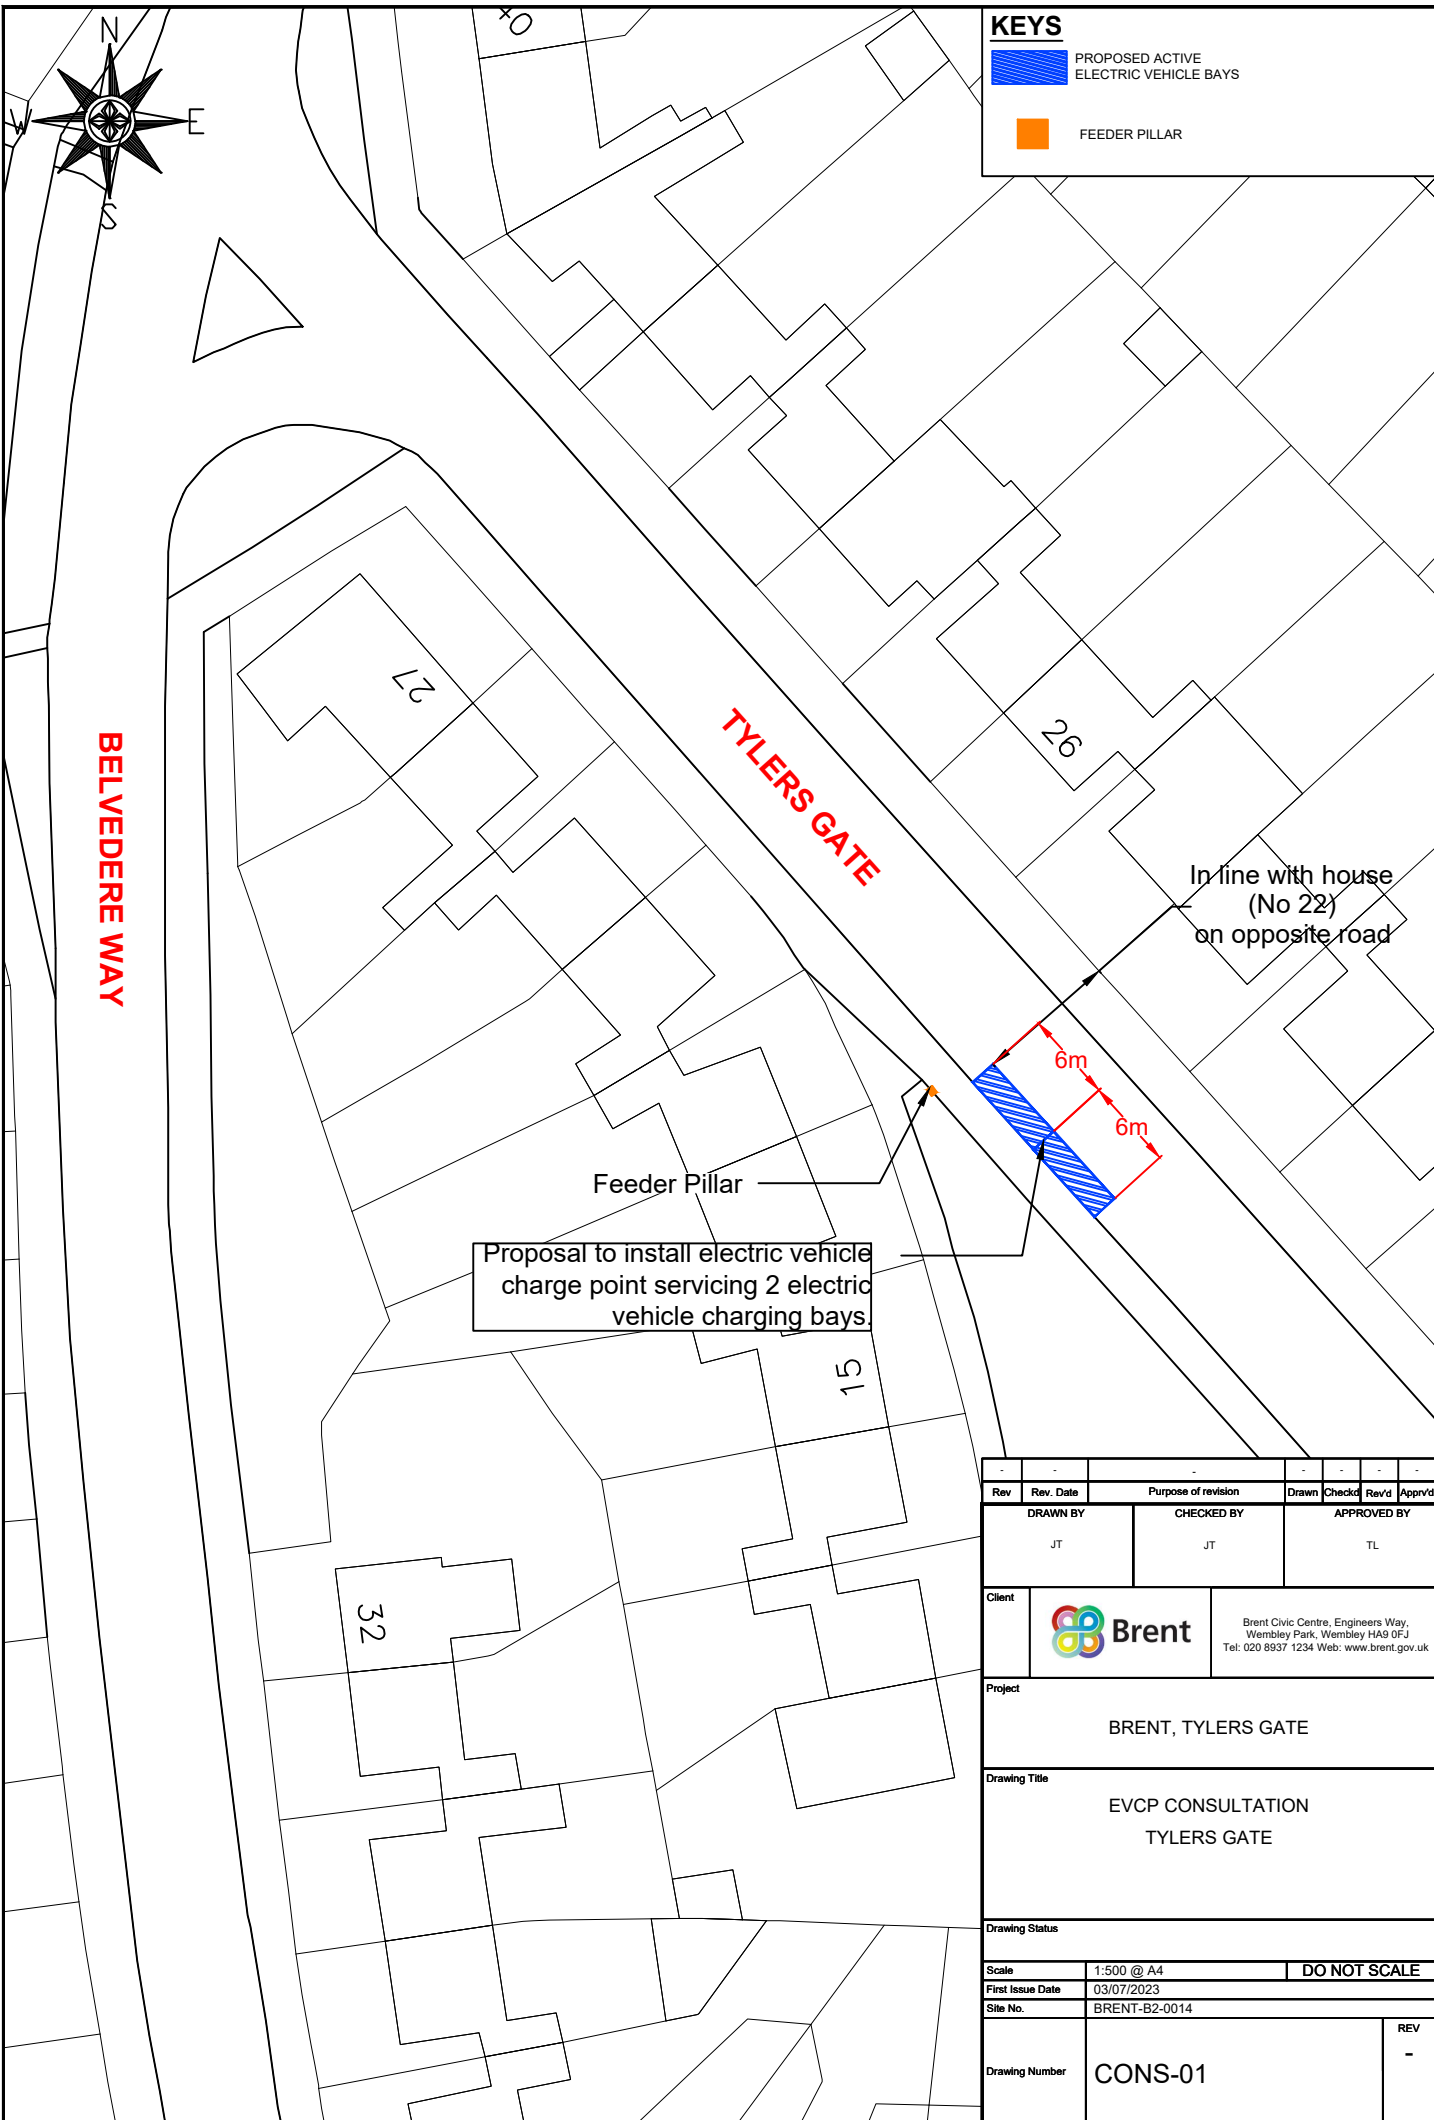 N
W
E
S
40
KEYS
PROPOSED ACTIVE
ELECTRIC VEHICLE BAYS
FEEDER PILLAR
27
26
TYLERS GATE
BELVEDERE WAY
In line with house
(No 22)
on opposite road
6m
6m
Feeder Pillar
Proposal to install electric vehicle
charge point servicing 2 electric
vehicle charging bays.
15
32
- - - - - - -
Rev Rev. Date Purpose of revision Drawn Checkd Rev'd Apprv'd
DRAWN BY CHECKED BY APPROVED BY
JT JT TL
Client
Brent
Brent Civic Centre, Engineers Way,
Wembley Park, Wembley HA9 0FJ
Tel: 020 8937 1234 Web: www.brent.gov.uk
Project
BRENT, TYLERS GATE
Drawing Title
EVCP CONSULTATION
TYLERS GATE
Drawing Status
Scale 1:500 @ A4 DO NOT SCALE
First Issue Date 03/07/2023
Site No. BRENT-B2-0014
Drawing Number CONS-01
REV
-